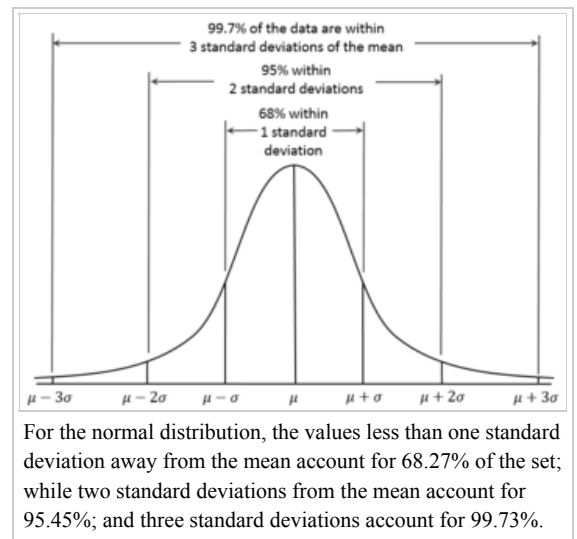 99.7% of the data are within
3 standard deviations of the mean
95% within
2 standard deviations
68% within
1 standard
deviation
μ − 3σ
μ − 2σ
μ − σ
μ
μ + σ
μ + 2σ
μ + 3σ
For the normal distribution, the values less than one standard
deviation away from the mean account for 68.27% of the set;
while two standard deviations from the mean account for
95.45%; and three standard deviations account for 99.73%.